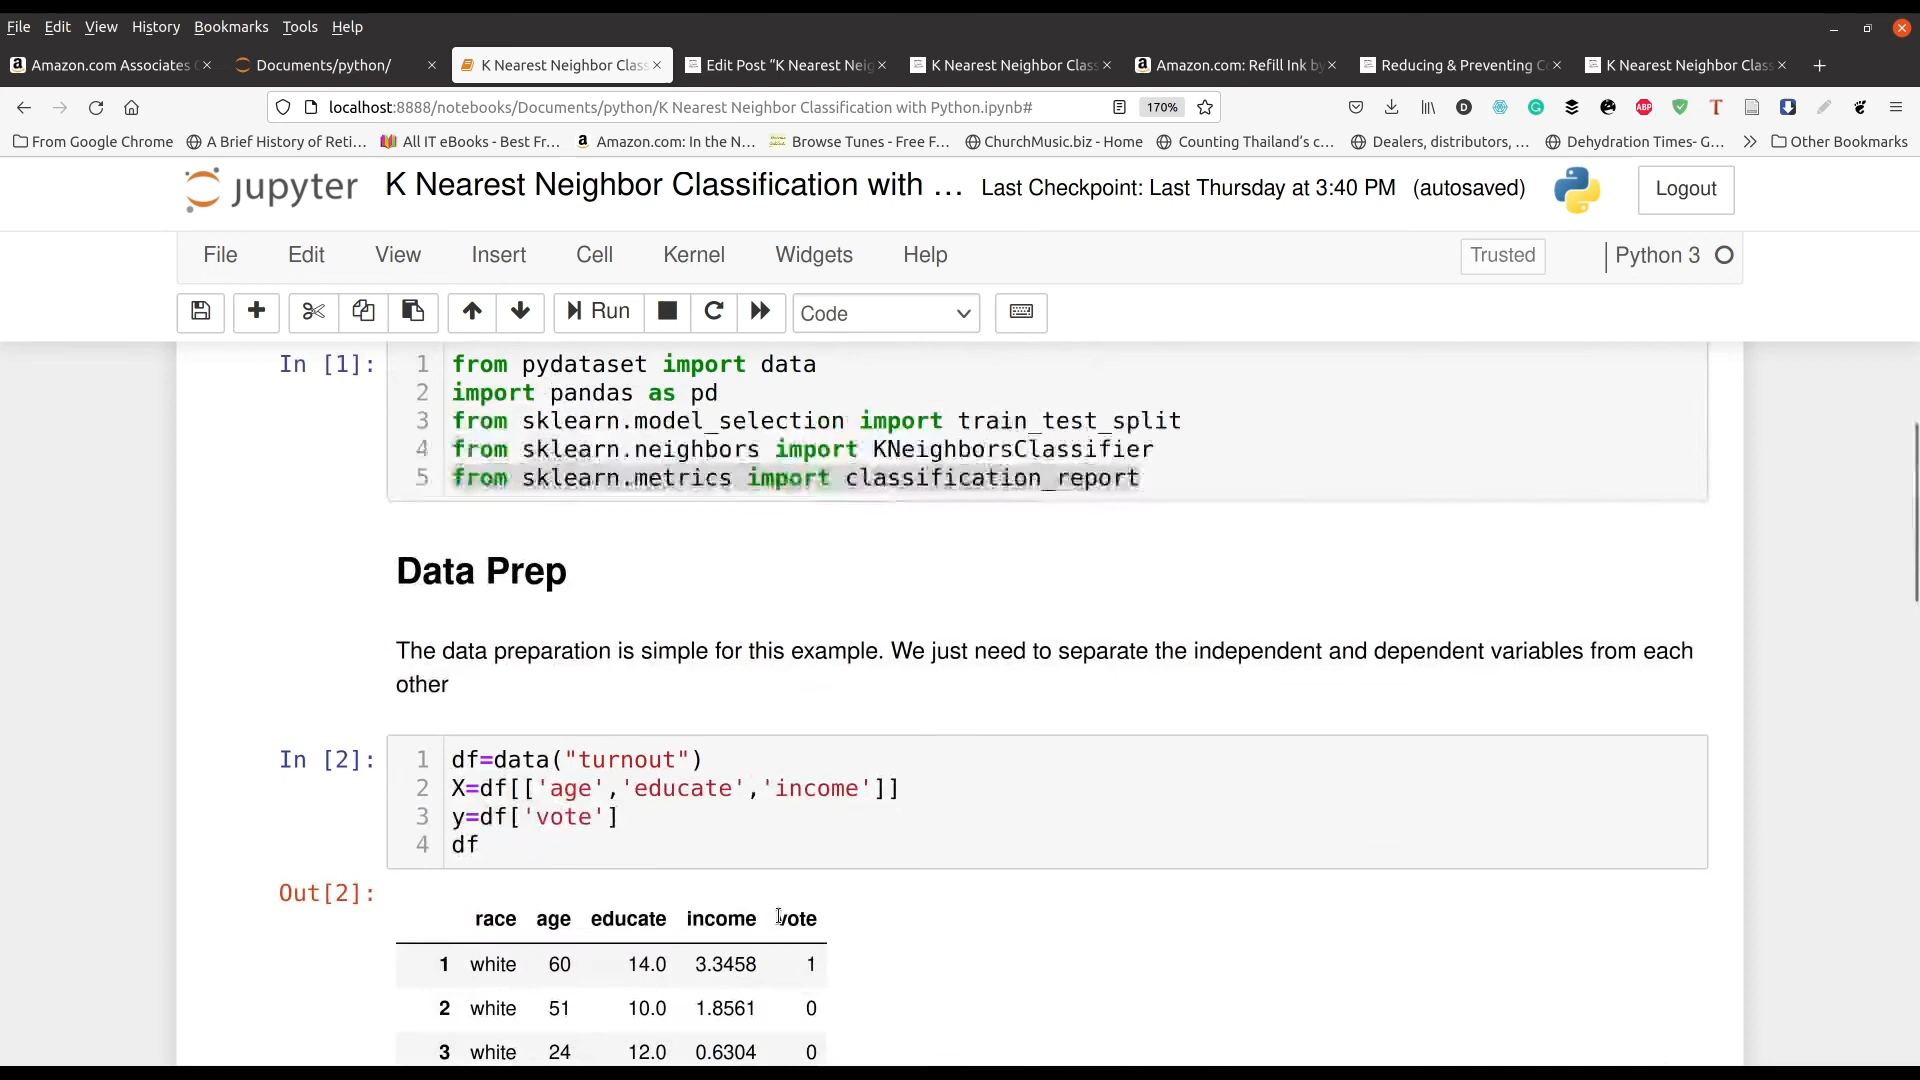 File Edit View History Bookmarks Tools Help
Amazon.com Associates C
Documents/python/
K Nearest Neighbor Class
Edit Post “K Nearest Neig
K Nearest Neighbor Class
Amazon.com: Refill Ink by
Reducing & Preventing Co
K Nearest Neighbor Class
localhost:8888/notebooks/Documents/python/K Nearest Neighbor Classification with Python.ipynb#
170%
From Google Chrome
A Brief History of Reti...
All IT eBooks - Best Fr...
Amazon.com: In the N...
Browse Tunes - Free F...
ChurchMusic.biz - Home
Counting Thailand’s c...
Dealers, distributors, ...
Dehydration Times- G...
Other Bookmarks
jupyter K Nearest Neighbor Classification with ... Last Checkpoint: Last Thursday at 3:40 PM (autosaved)
Logout
File Edit View Insert Cell Kernel Widgets Help
Trusted
Python 3
Run
Code
In [1]:
1 from pydataset import data
2 import pandas as pd
3 from sklearn.model_selection import train_test_split
4 from sklearn.neighbors import KNeighborsClassifier
5 from sklearn.metrics import classification_report
Data Prep
The data preparation is simple for this example. We just need to separate the independent and dependent variables from each
other
In [2]:
1 df=data("turnout")
2 X=df[['age','educate','income']]
3 y=df['vote']
4 df
Out[2]:
race age educate income vote
1 white 60 14.0 3.3458 1
2 white 51 10.0 1.8561 0
3 white 24 12.0 0.6304 0